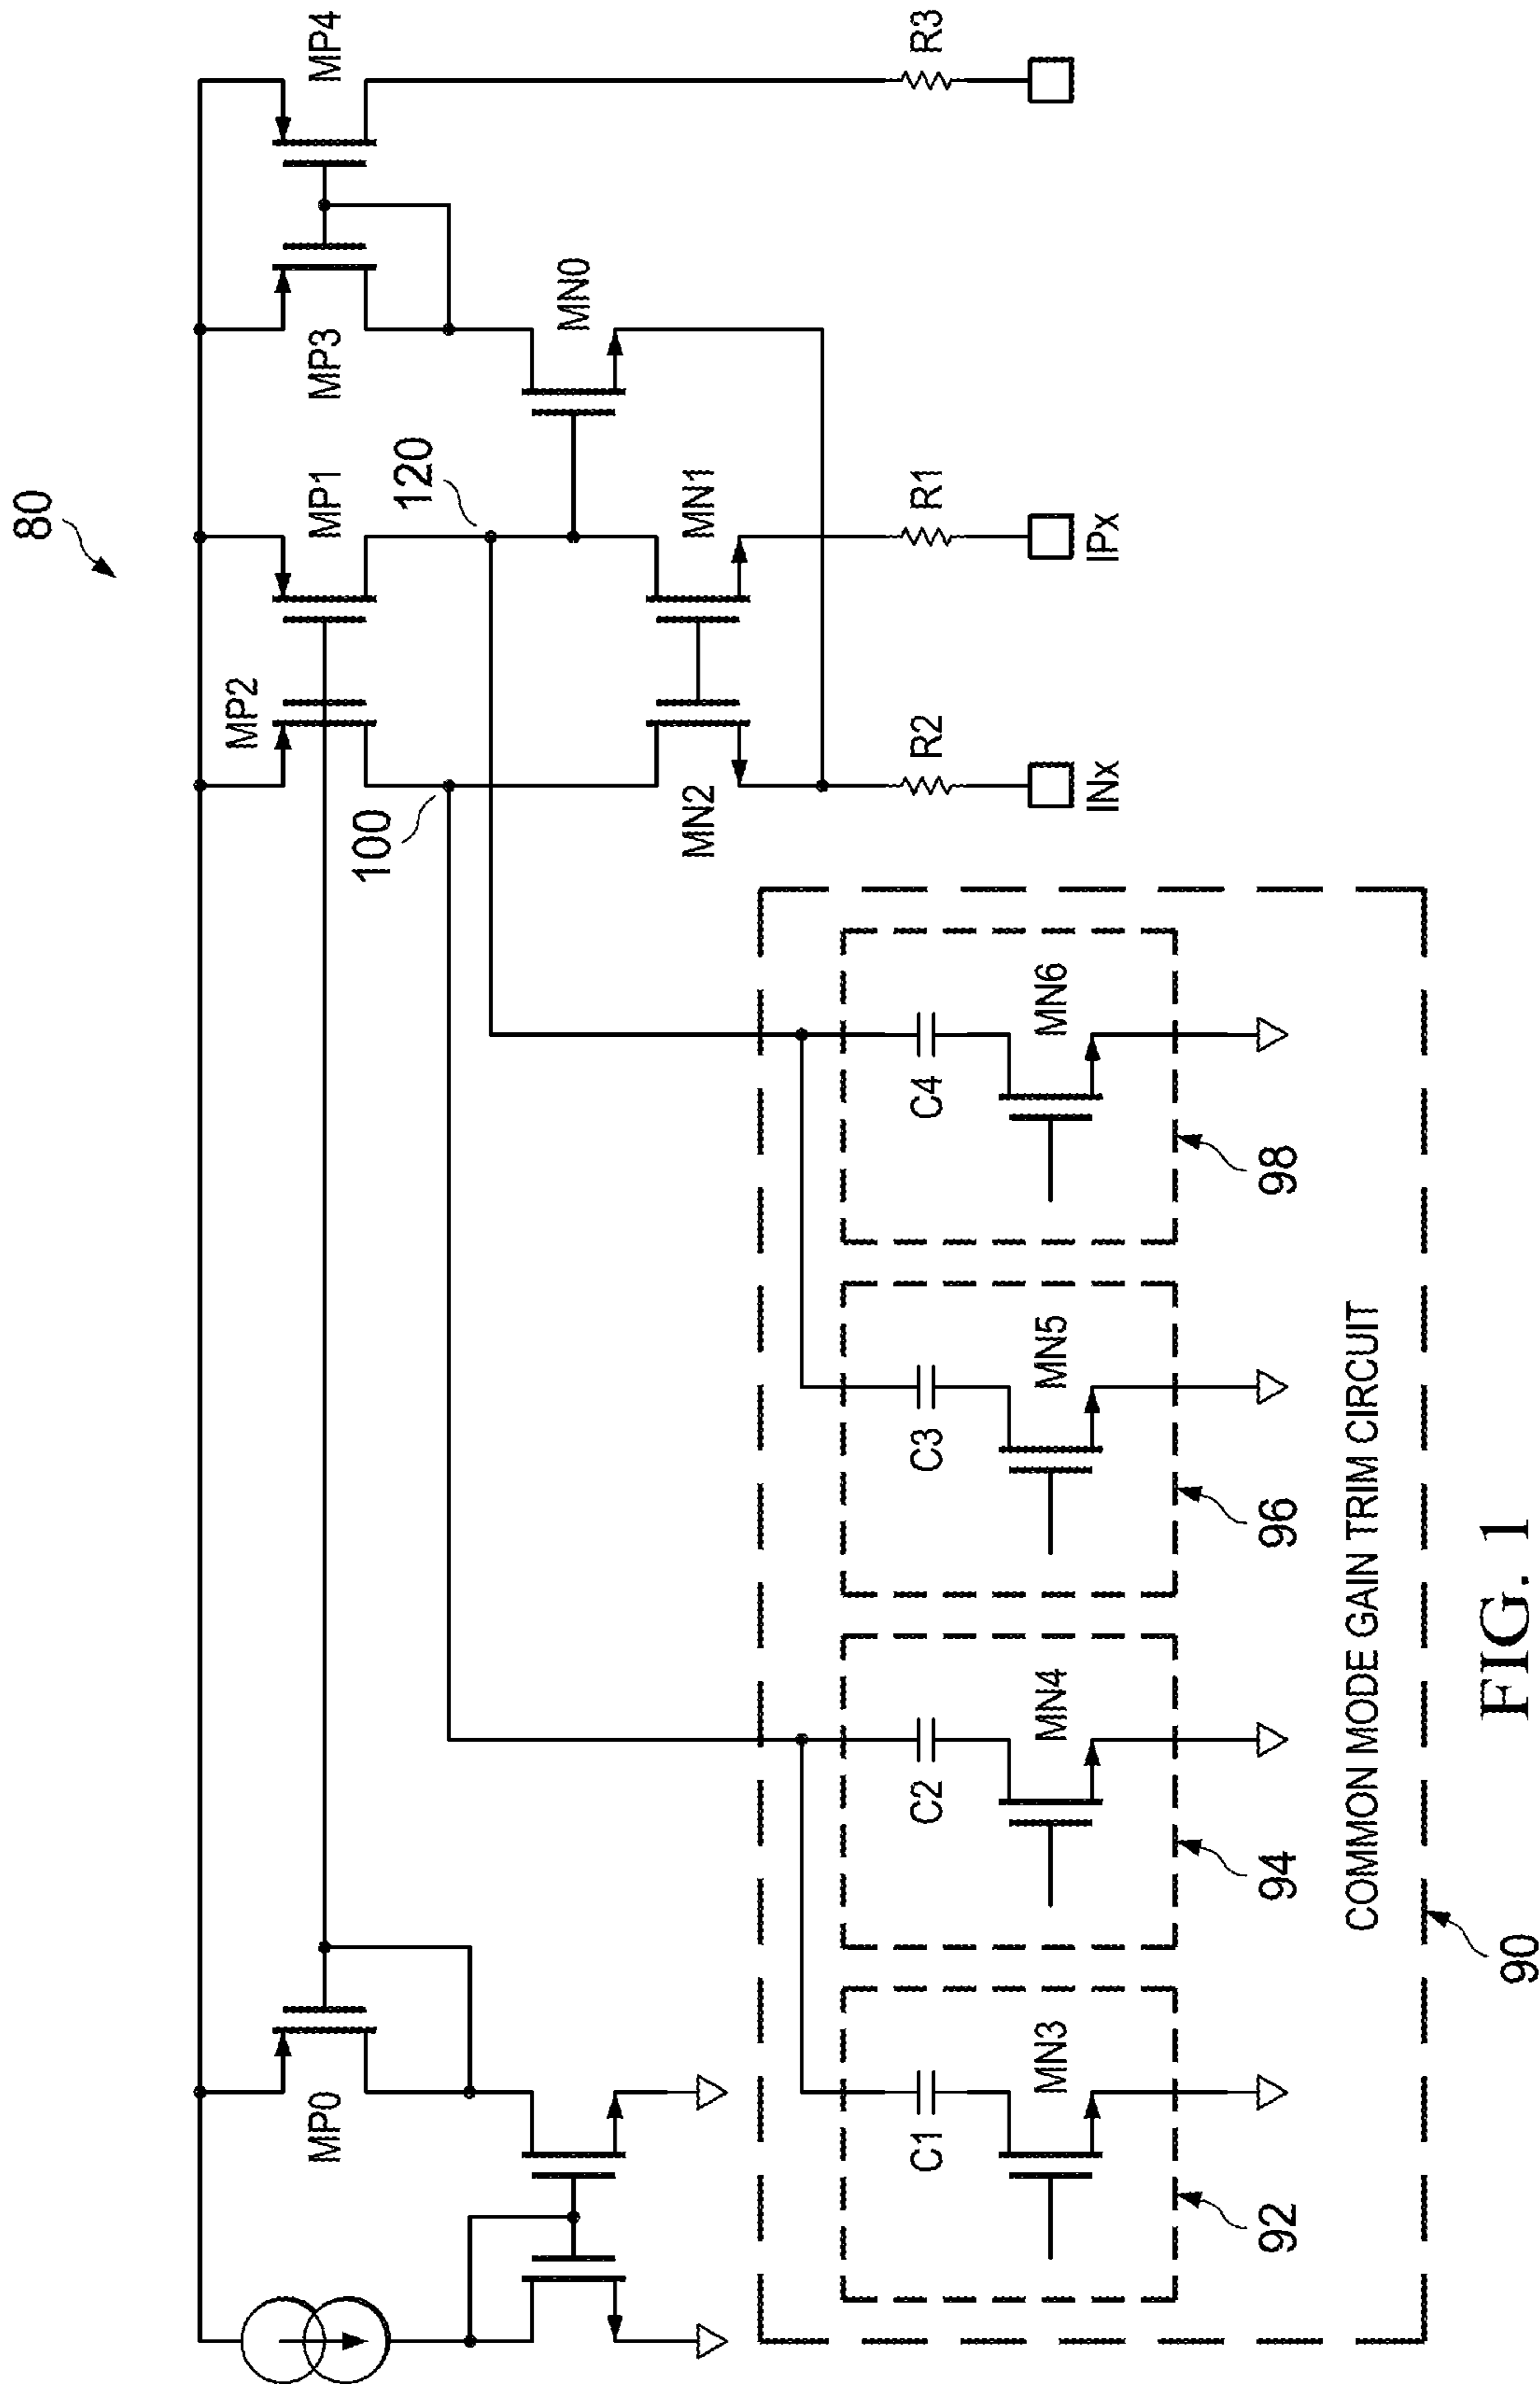 80
MP4
MP3
MP1
MP2
MP0
120
100
MN0
MN1
MN2
R3
R1
R2
IPx
INx
C1
MN3
92
C2
MN4
94
C3
MN5
96
C4
MN6
98
COMMON MODE GAIN TRIM CIRCUIT
90
FIG. 1